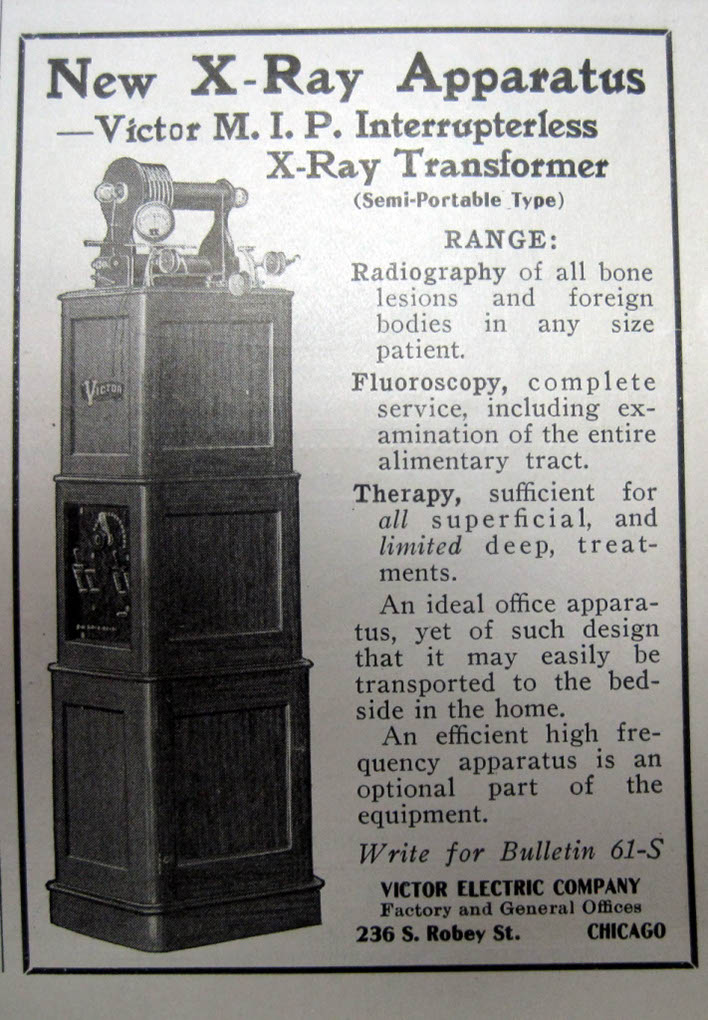 New X-Ray Apparatus
—Victor M. I. P. Interrupterless
X-Ray Transformer
(Semi-Portable Type)
RANGE:
Radiography of all bone
lesions and foreign
bodies in any size
patient.
Fluoroscopy, complete
service, including ex-
amination of the entire
alimentary tract.
Therapy, sufficient for
all superficial, and
limited deep, treat-
ments.
An ideal office appara-
tus, yet of such design
that it may easily be
transported to the bed-
side in the home.
An efficient high fre-
quency apparatus is an
optional part of the
equipment.
Write for Bulletin 61-S
VICTOR ELECTRIC COMPANY
Factory and General Offices
236 S. Robey St. CHICAGO
VICTOR